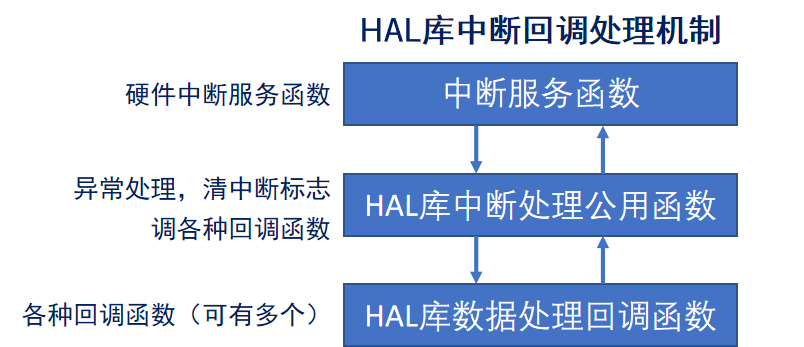 HAL库中断回调处理机制
硬件中断服务函数
中断服务函数
异常处理，清中断标志
调各种回调函数
HAL库中断处理公用函数
各种回调函数（可有多个）
HAL库数据处理回调函数